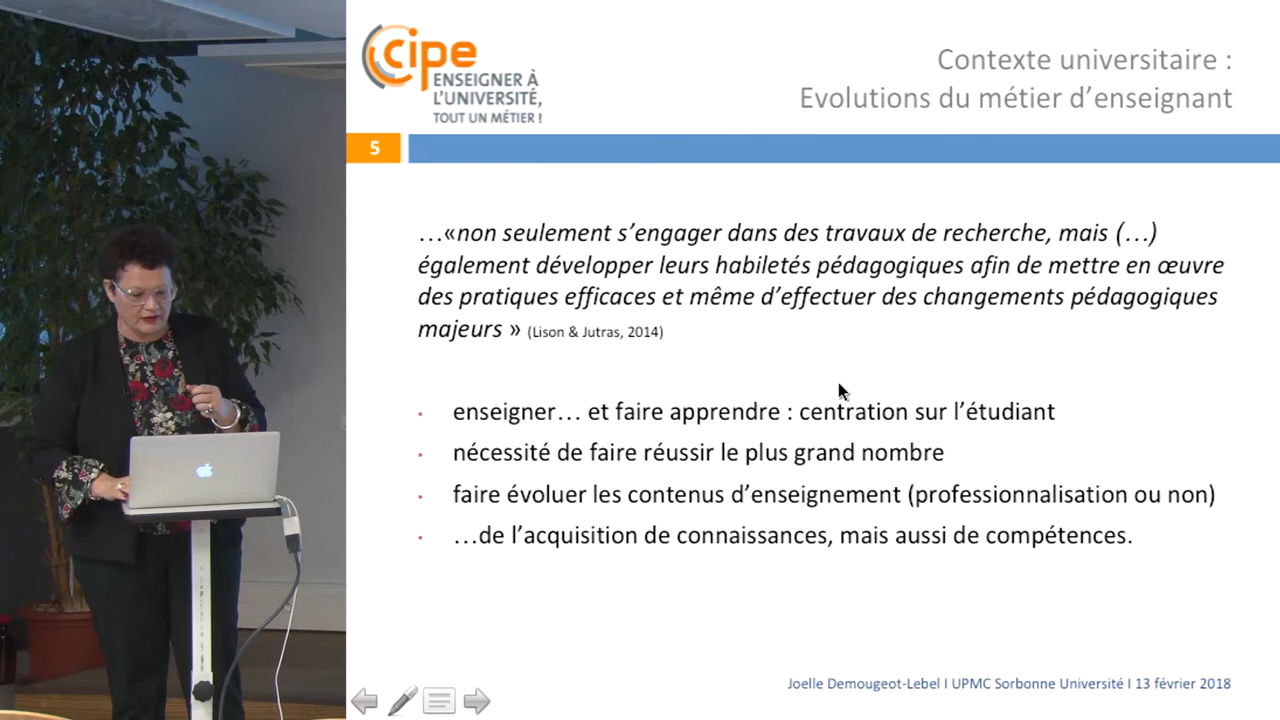 cipe
ENSEIGNER À
L'UNIVERSITÉ,
TOUT UN MÉTIER !
Contexte universitaire :
Evolutions du métier d'enseignant
5
…«non seulement s'engager dans des travaux de recherche, mais (…)
également développer leurs habiletés pédagogiques afin de mettre en œuvre
des pratiques efficaces et même d'effectuer des changements pédagogiques
majeurs » (Lison & Jutras, 2014)
· enseigner… et faire apprendre : centration sur l'étudiant
· nécessité de faire réussir le plus grand nombre
· faire évoluer les contenus d'enseignement (professionnalisation ou non)
· …de l'acquisition de connaissances, mais aussi de compétences.
Joelle Demougeot-Lebel I UPMC Sorbonne Université I 13 février 2018